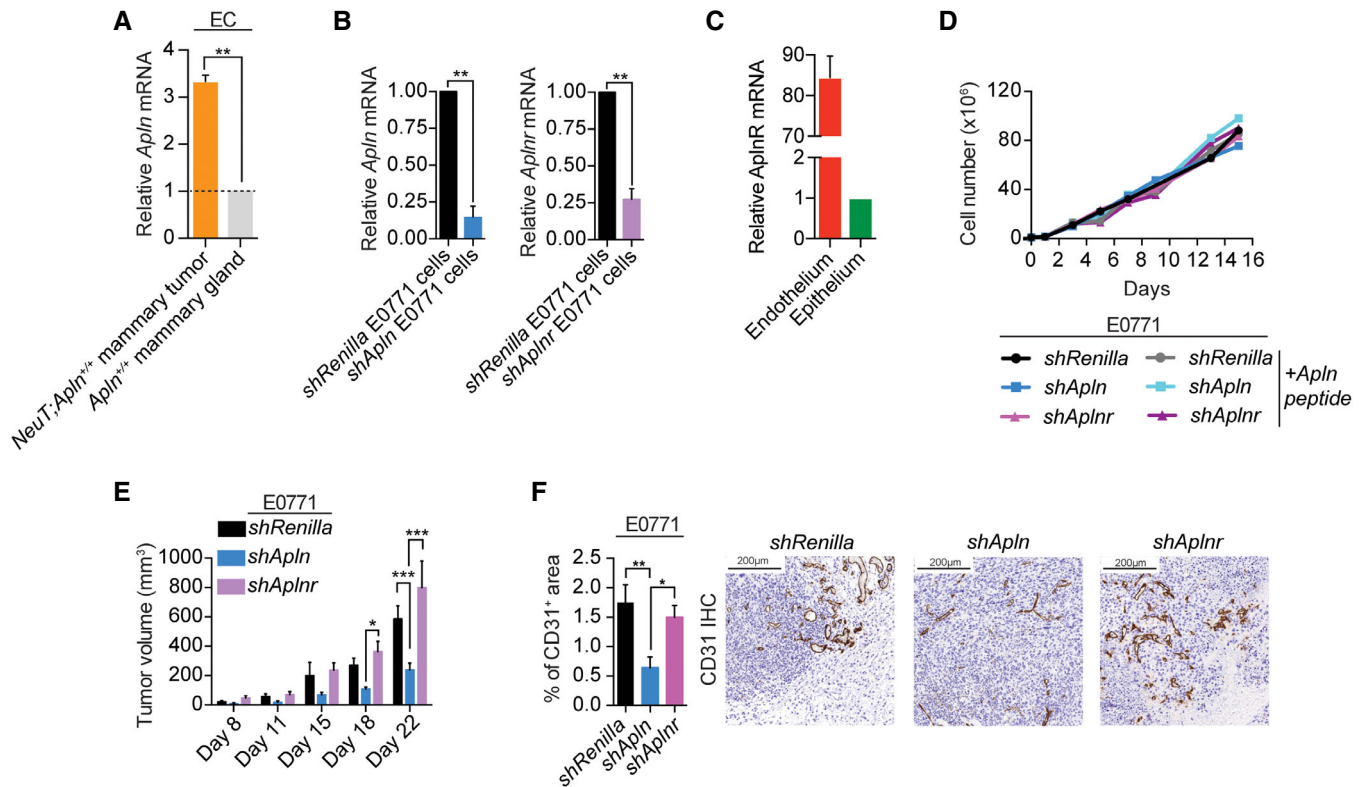 A
EC
**
4
3
2
1
0
Relative Apln mRNA
NeuT;Apln+/+ mammary tumor
Apln+/+ mammary gland
B
**
1.00
0.75
0.50
0.25
0.00
Relative Apln mRNA
shRenilla E0771 cells
shApln E0771 cells
**
1.00
0.75
0.50
0.25
0.00
Relative Aplnr mRNA
shRenilla E0771 cells
shAplnr E0771 cells
C
90
80
70
2
1
0
Relative AplnR mRNA
Endothelium
Epithelium
D
120
80
40
0
Cell number (x10⁶)
0 2 4 6 8 10 12 14 16
Days
E0771
shRenilla
shRenilla
shApln
shApln
shAplnr
shAplnr
+Apln
peptide
E
E0771
shRenilla
shApln
shAplnr
1000
800
600
400
200
0
Tumor volume (mm³)
*
***
***
Day 8
Day 11
Day 15
Day 18
Day 22
F
E0771
**
*
2.5
2.0
1.5
1.0
0.5
0.0
% of CD31⁺ area
shRenilla
shApln
shAplnr
CD31 IHC
shRenilla
200µm
shApln
200µm
shAplnr
200µm